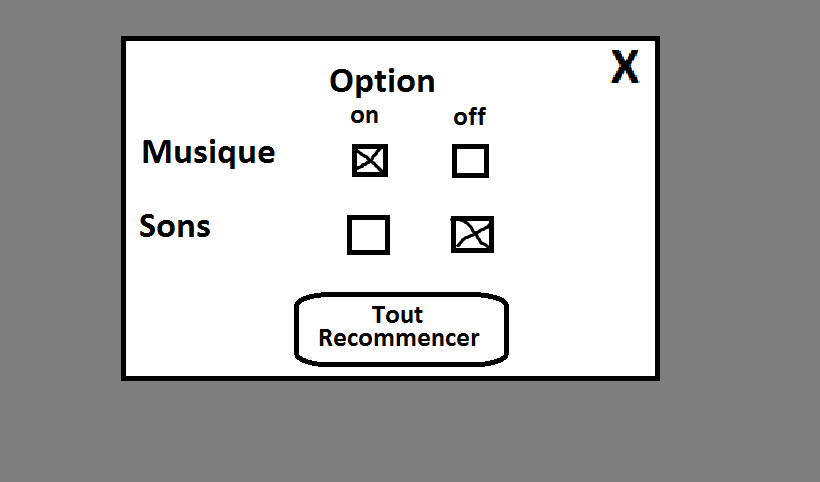 X
Option
on off
Musique
Sons
Tout
Recommencer